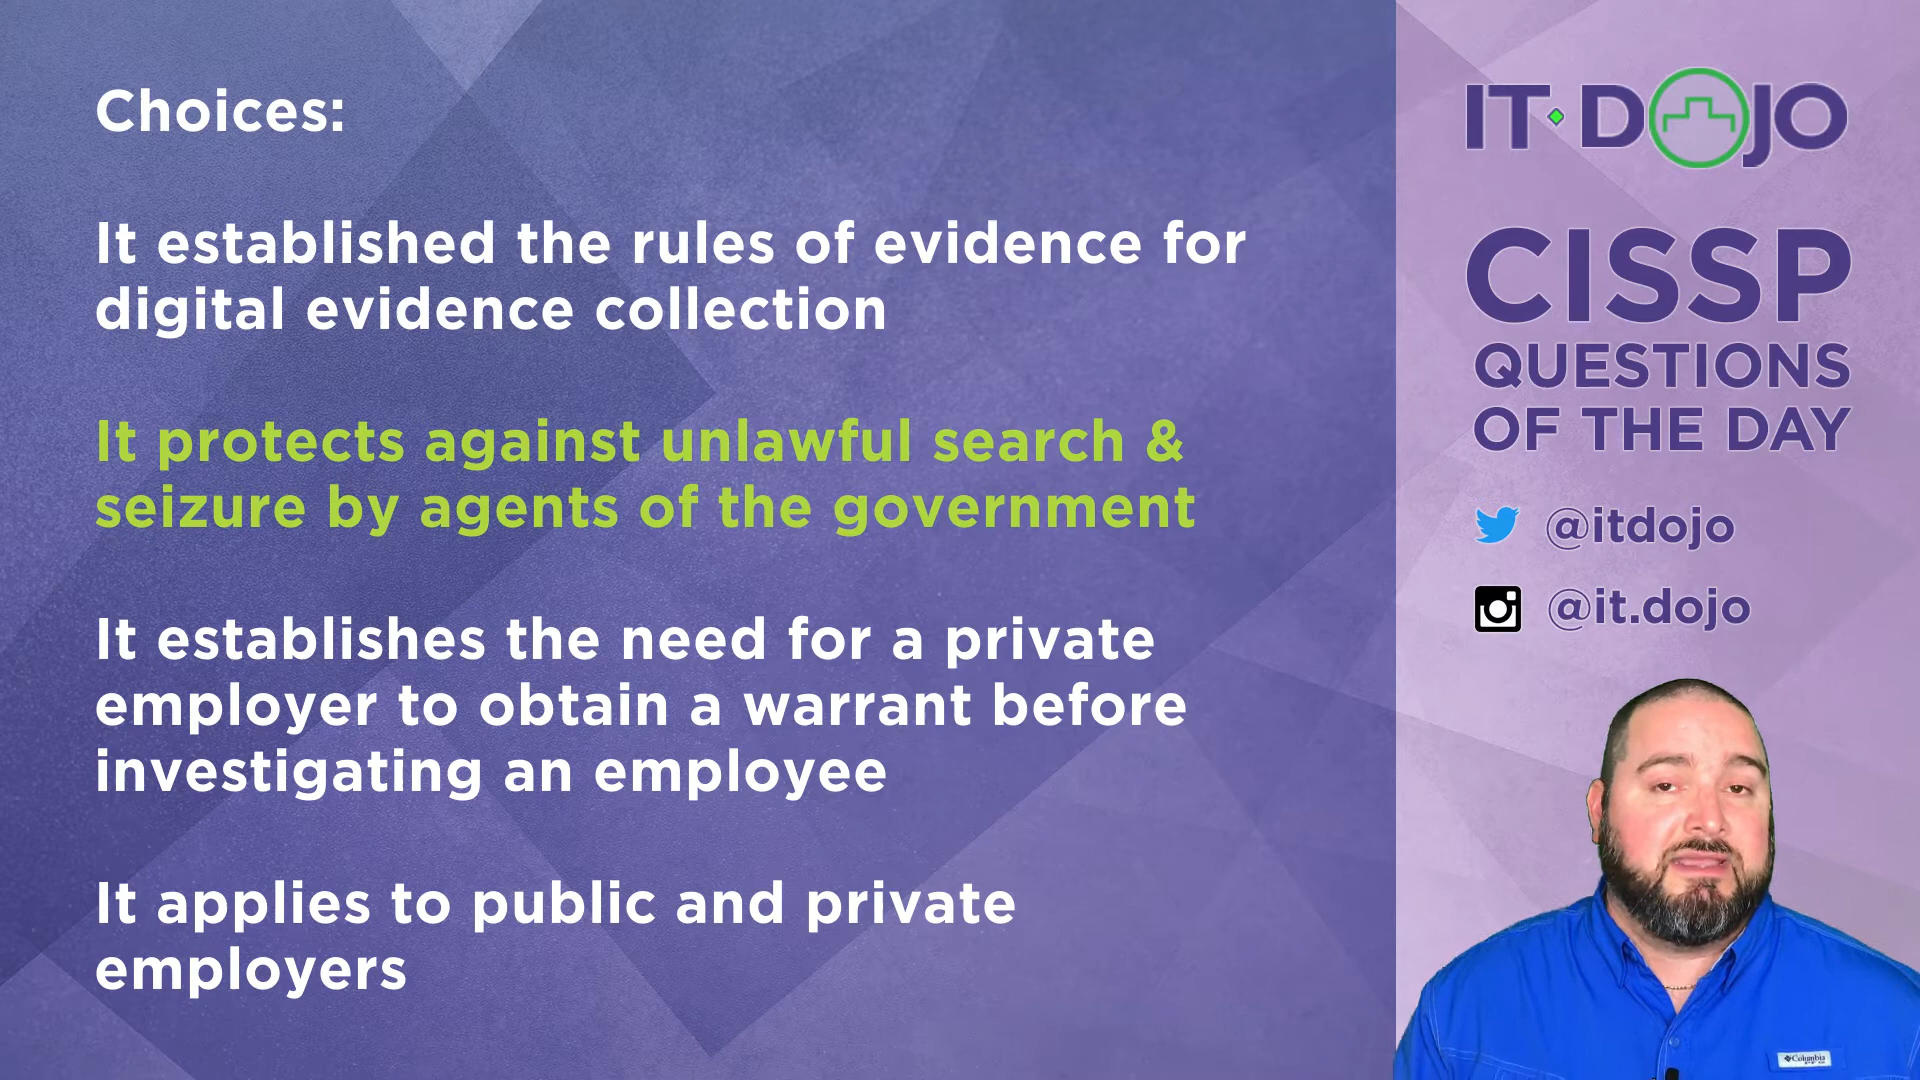 Choices:
It established the rules of evidence for
digital evidence collection
It protects against unlawful search &
seizure by agents of the government
It establishes the need for a private
employer to obtain a warrant before
investigating an employee
It applies to public and private
employers
IT DOJO
CISSP
QUESTIONS
OF THE DAY
@itdojo
@it.dojo
Columbia
PFG